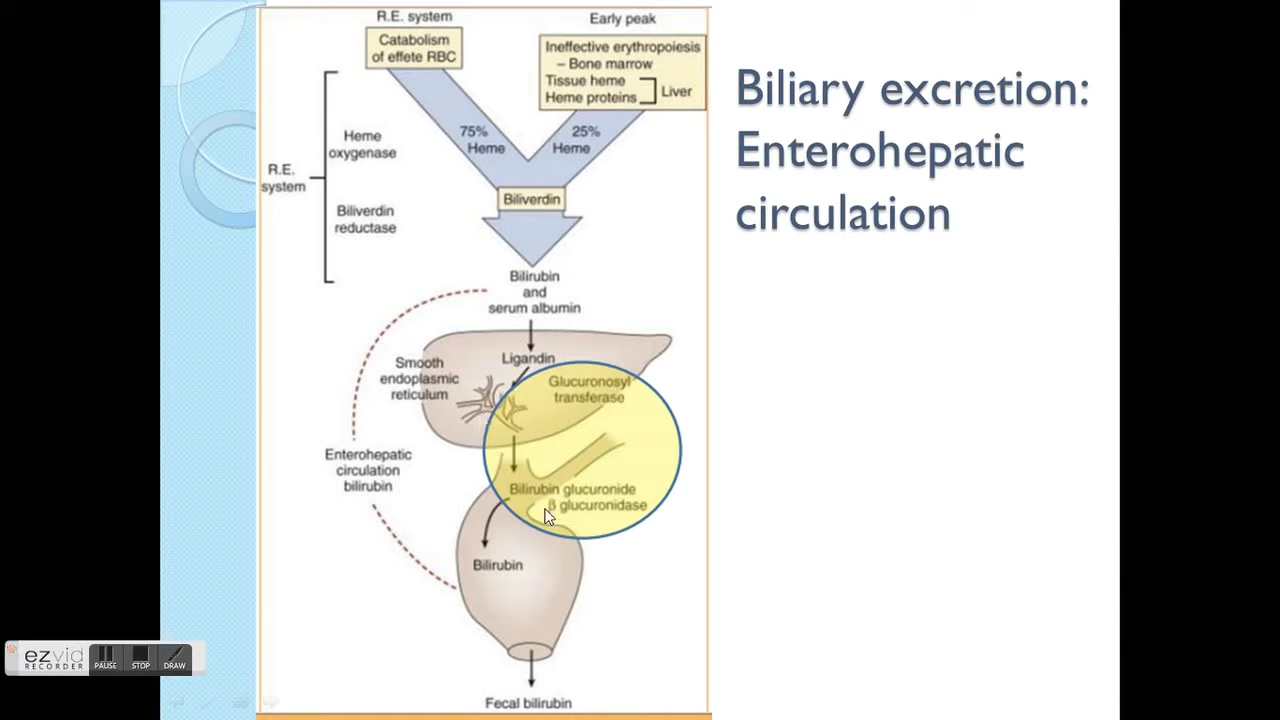 R.E. system
Early peak
Catabolism
of effete RBC
Ineffective erythropoiesis
– Bone marrow
Tissue heme
Heme proteins
Liver
75%
Heme
25%
Heme
Heme
oxygenase
R.E.
system
Biliverdin
reductase
Biliverdin
Bilirubin
and
serum albumin
Ligandin
Smooth
endoplasmic
reticulum
Glucuronosyl
transferase
Enterohepatic
circulation
bilirubin
Bilirubin glucuronide
β glucuronidase
Bilirubin
Fecal bilirubin
Biliary excretion:
Enterohepatic
circulation
ezvid
RECORDER
PAUSE
STOP
DRAW